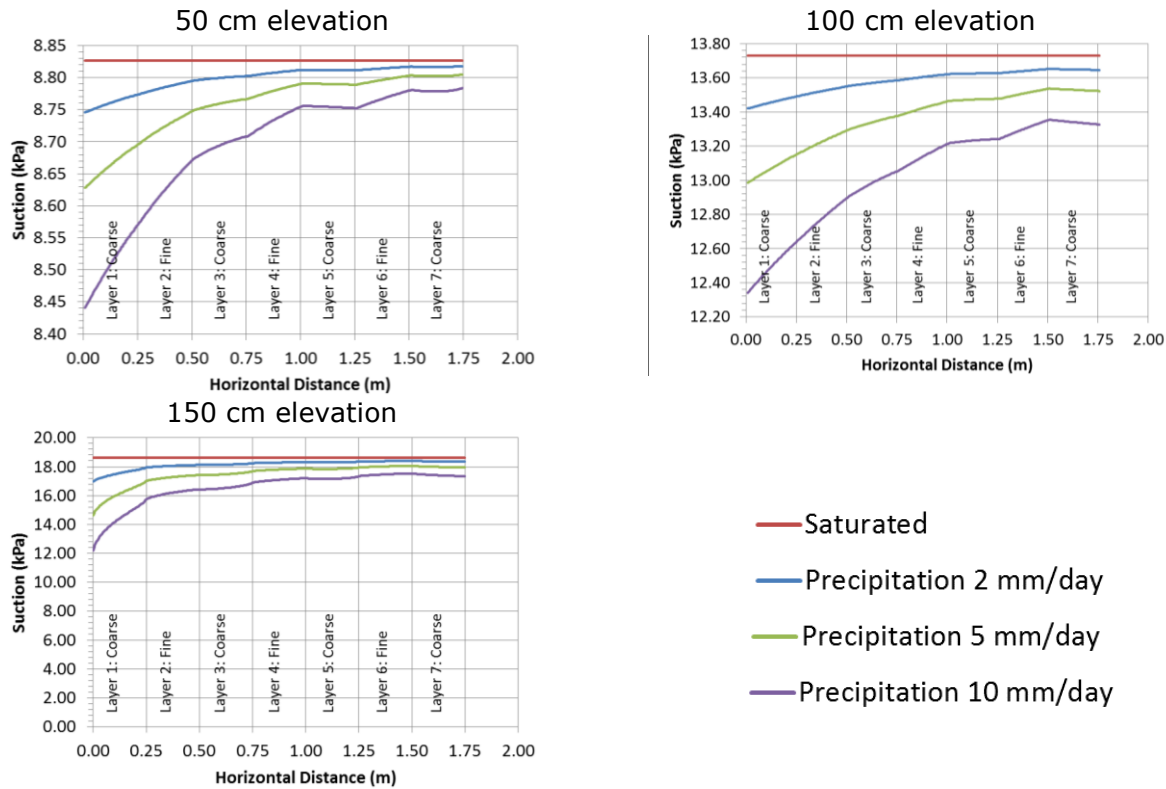 50 cm elevation
8.85
8.80
8.75
8.70
8.65
8.60
8.55
8.50
8.45
8.40
Suction (kPa)
Layer 1: Coarse
Layer 2: Fine
Layer 3: Coarse
Layer 4: Fine
Layer 5: Coarse
Layer 6: Fine
Layer 7: Coarse
0.00 0.25 0.50 0.75 1.00 1.25 1.50 1.75 2.00
Horizontal Distance (m)
100 cm elevation
13.80
13.60
13.40
13.20
13.00
12.80
12.60
12.40
12.20
Suction (kPa)
Layer 1: Coarse
Layer 2: Fine
Layer 3: Coarse
Layer 4: Fine
Layer 5: Coarse
Layer 6: Fine
Layer 7: Coarse
0.00 0.25 0.50 0.75 1.00 1.25 1.50 1.75 2.00
Horizontal Distance (m)
150 cm elevation
20.00
18.00
16.00
14.00
12.00
10.00
8.00
6.00
4.00
2.00
0.00
Suction (kPa)
Layer 1: Coarse
Layer 2: Fine
Layer 3: Coarse
Layer 4: Fine
Layer 5: Coarse
Layer 6: Fine
Layer 7: Coarse
0.00 0.25 0.50 0.75 1.00 1.25 1.50 1.75 2.00
Horizontal Distance (m)
Saturated
Precipitation 2 mm/day
Precipitation 5 mm/day
Precipitation 10 mm/day